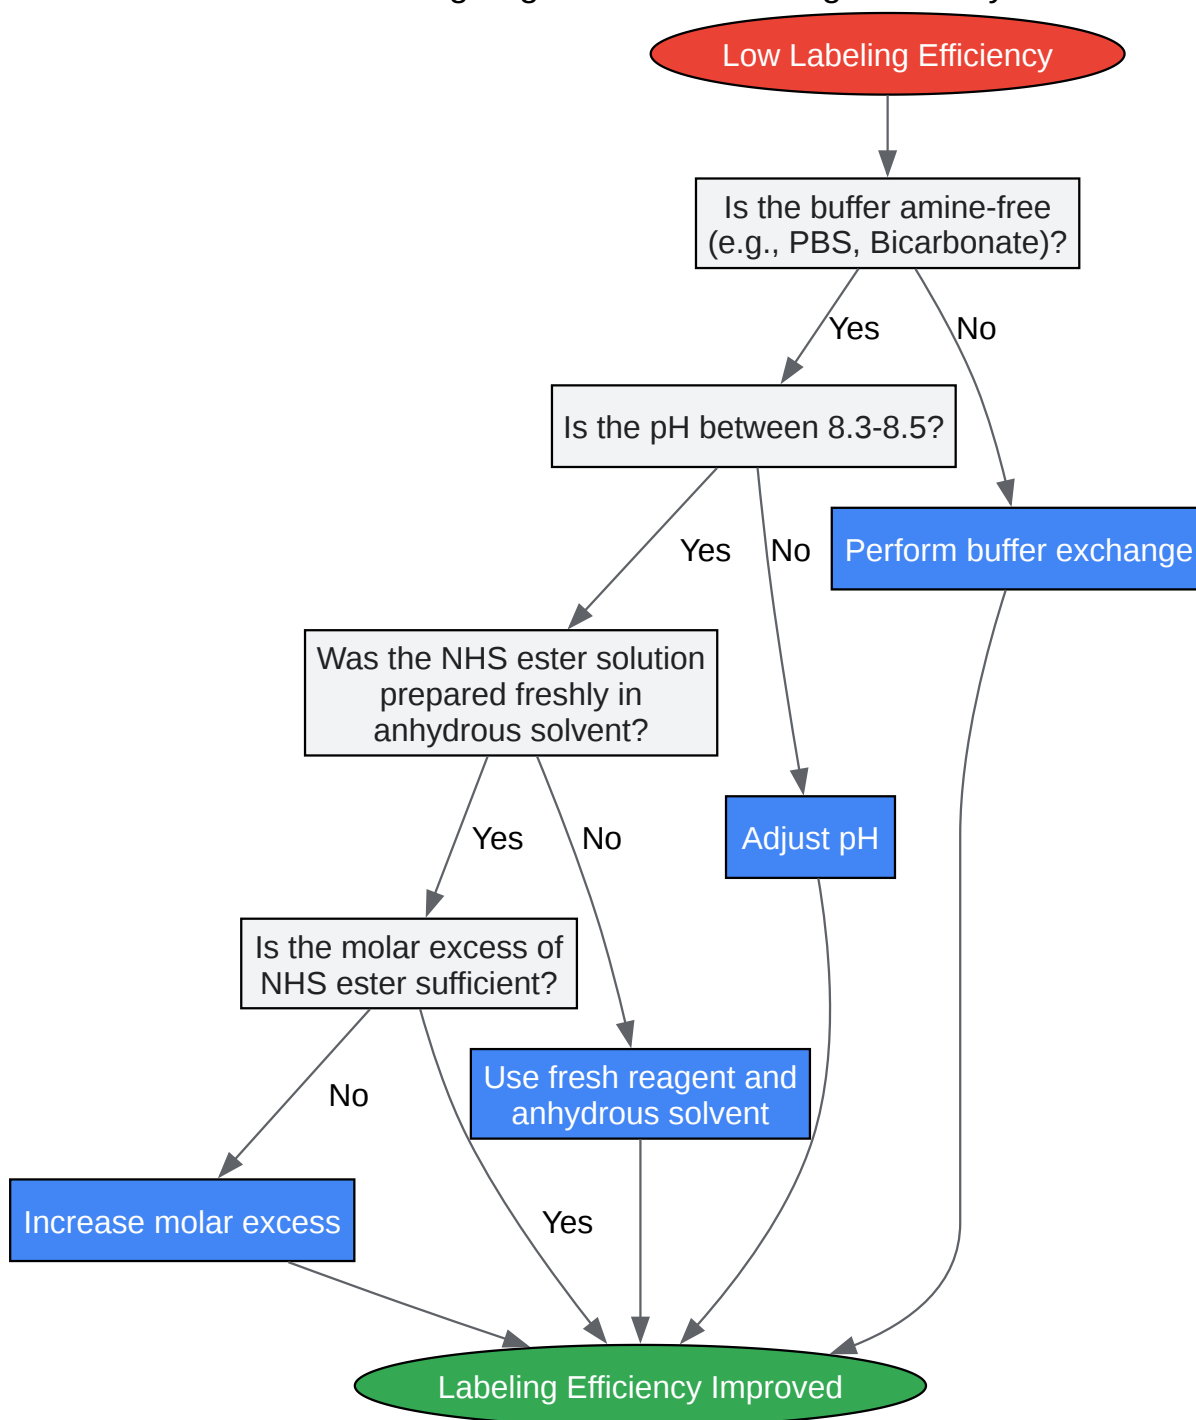 Low Labeling Efficiency
Is the buffer amine-free
(e.g., PBS, Bicarbonate)?
Yes
No
Is the pH between 8.3-8.5?
Yes
No
Perform buffer exchange
Was the NHS ester solution
prepared freshly in
anhydrous solvent?
Yes
No
Adjust pH
Is the molar excess of
NHS ester sufficient?
No
Use fresh reagent and
anhydrous solvent
Increase molar excess
Yes
Labeling Efficiency Improved